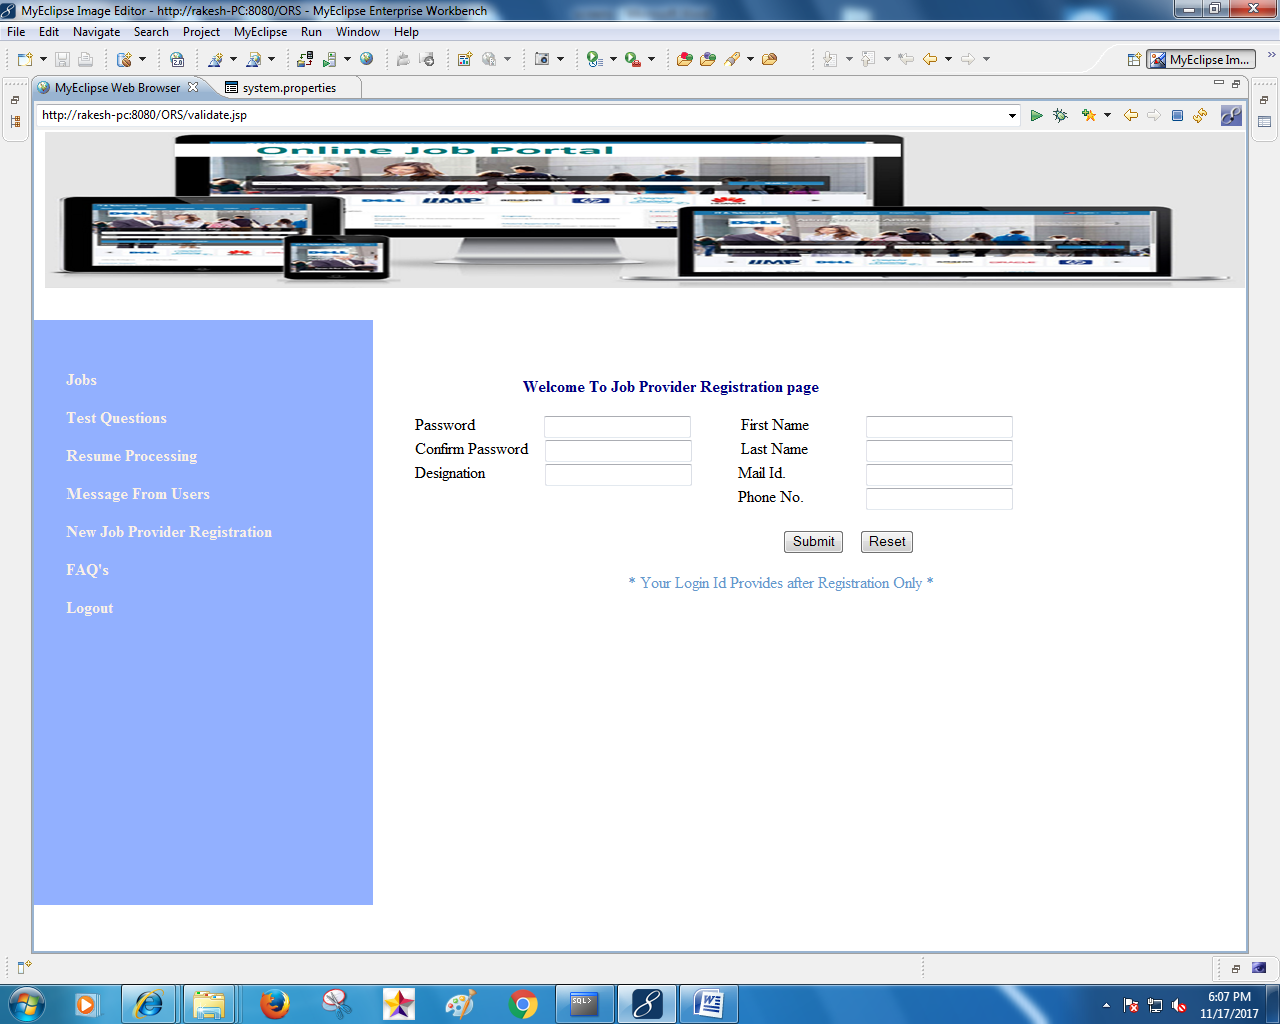 MyEclipse Image Editor - http://rakesh-PC:8080/ORS - MyEclipse Enterprise Workbench
File Edit Navigate Search Project MyEclipse Run Window Help
MyEclipse Im...
MyEclipse Web Browser system.properties
http://rakesh-pc:8080/ORS/validate.jsp
Online Job Portal
Jobs
Test Questions
Resume Processing
Message From Users
New Job Provider Registration
FAQ's
Logout
Welcome To Job Provider Registration page
Password First Name
Confirm Password Last Name
Designation Mail Id.
Phone No.
Submit Reset
* Your Login Id Provides after Registration Only *
6:07 PM
11/17/2017